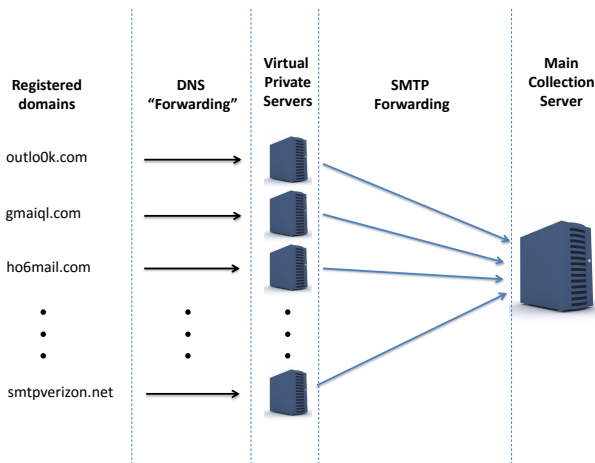 Registered
domains
DNS
“Forwarding”
Virtual
Private
Servers
SMTP
Forwarding
Main
Collection
Server
outlo0k.com
gmaiql.com
ho6mail.com
smtpverizon.net